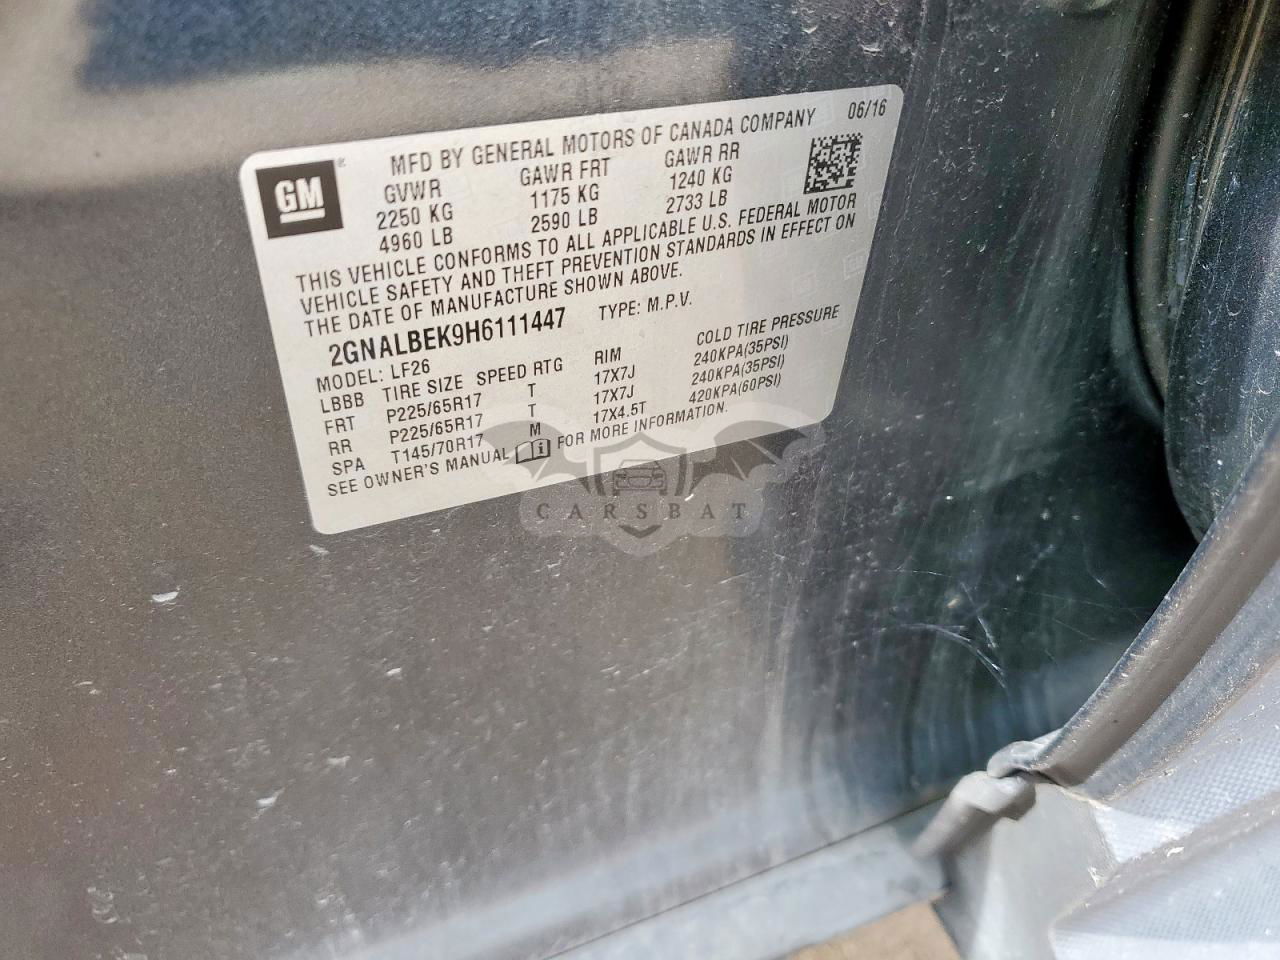 MFD BY GENERAL MOTORS OF CANADA COMPANY 06/16
GM
GVWR GAWR FRT GAWR RR
2250 KG 1175 KG 1240 KG
4960 LB 2590 LB 2733 LB
THIS VEHICLE CONFORMS TO ALL APPLICABLE U.S. FEDERAL MOTOR
VEHICLE SAFETY AND THEFT PREVENTION STANDARDS IN EFFECT ON
THE DATE OF MANUFACTURE SHOWN ABOVE.
2GNALBEK9H6111447 TYPE: M.P.V.
MODEL: LF26
LBBB TIRE SIZE SPEED RTG RIM COLD TIRE PRESSURE
FRT P225/65R17 T 17X7J 240KPA(35PSI)
RR P225/65R17 T 17X7J 240KPA(35PSI)
SPA T145/70R17 M 17X4.5T 420KPA(60PSI)
SEE OWNER'S MANUAL FOR MORE INFORMATION.
CARSBAT